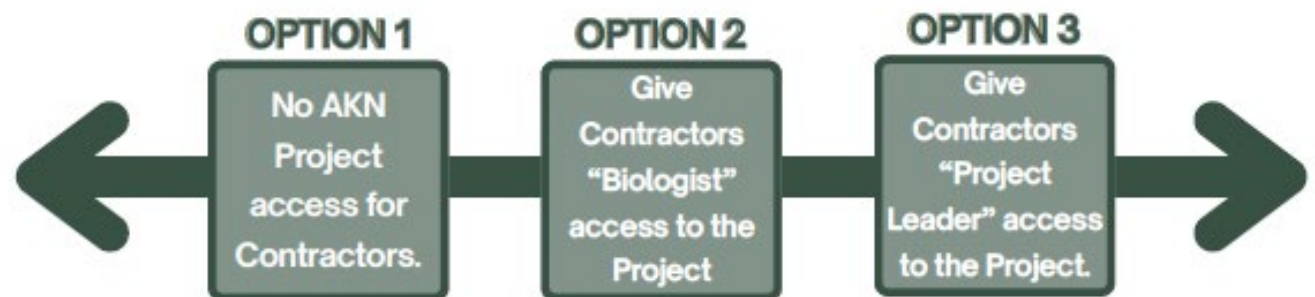 OPTION 1
No AKN
Project
access for
Contractors.
OPTION 2
Give
Contractors
“Biologist”
access to the
Project
OPTION 3
Give
Contractors
“Project
Leader” access
to the Project.